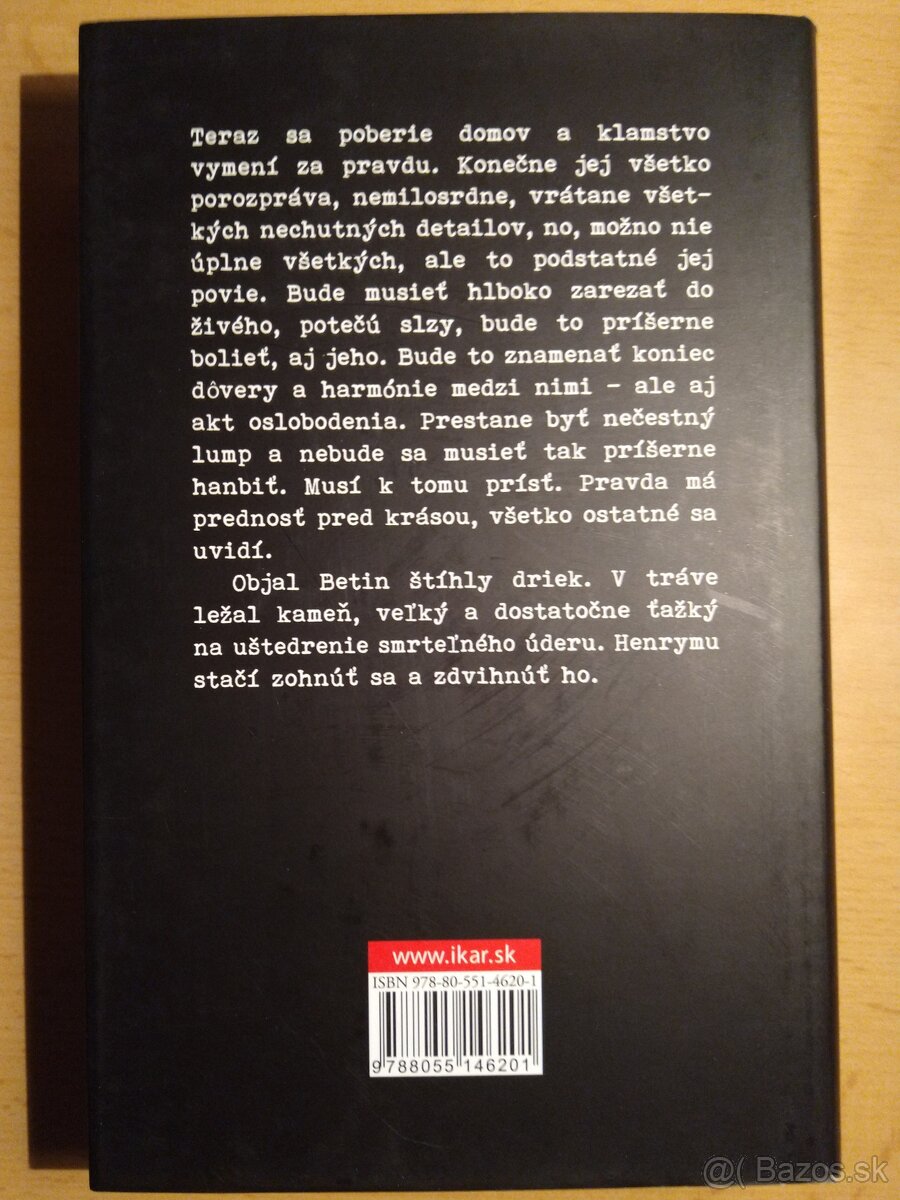 Teraz sa poberie domov a klamstvo
vymení za pravdu. Konečne jej všetko
porozpráva, nemilosrdne, vrátane všet-
kých nechutných detailov, no, možno nie
úplne všetkých, ale to podstatné jej
povie. Bude musieť hlboko zarezať do
živého, potečú slzy, bude to príšerne
bolieť, aj jeho. Bude to znamenať koniec
dôvery a harmónie medzi nimi – ale aj
akt oslobodenia. Prestane byť nečestný
lump a nebude sa musieť tak príšerne
hanbiť. Musí k tomu prísť. Pravda má
prednosť pred krásou, všetko ostatné sa
uvidí.
Objal Betin štíhly driek. V tráve
ležal kameň, veľký a dostatočne ťažký
na uštedrenie smrteľného úderu. Henrymu
stačí zohnúť sa a zdvihnúť ho.
www.ikar.sk
ISBN 978-80-551-4620-1
9 788055 146201
@( Bazos.sk